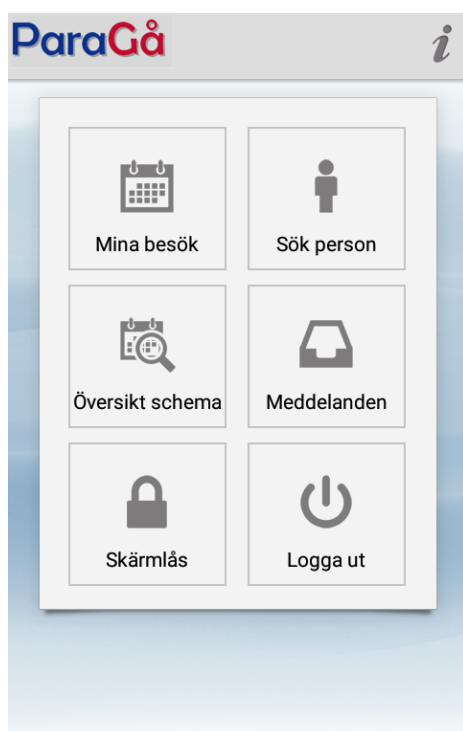 ParaGå
i
Mina besök
Sök person
Översikt schema
Meddelanden
Skärmlås
Logga ut